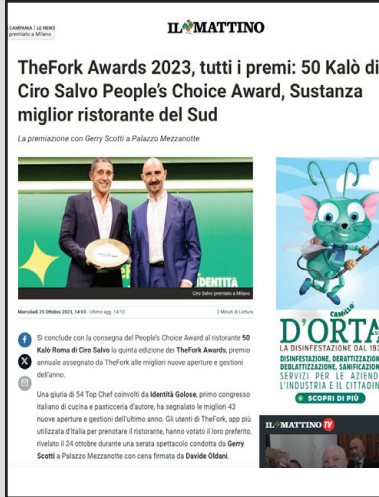 CAMPANIA | LE NEWS
premiato a Milano
IL MATTINO
TheFork Awards 2023, tutti i premi: 50 Kalò di
Ciro Salvo People's Choice Award, Sustanza
miglior ristorante del Sud
La premiazione con Gerry Scotti a Palazzo Mezzanotte
IDENTITÀ
Ciro Salvo premiato a Milano
Mercoledì 25 Ottobre 2023, 14:03 - Ultimo agg. 14:10
2 Minuti di Lettura
Si conclude con la consegna del People's Choice Award al ristorante 50
Kalò Roma di Ciro Salvo la quinta edizione dei TheFork Awards, premio
annuale assegnato da TheFork alle migliori nuove aperture e gestioni
dell'anno.
Una giuria di 54 Top Chef coinvolti da Identità Golose, primo congresso
italiano di cucina e pasticceria d'autore, ha segnalato le migliori 43
nuove aperture e gestioni dell'ultimo anno. Gli utenti di TheFork, app più
utilizzata d'Italia per prenotare il ristorante, hanno votato il loro preferito,
rivelato il 24 ottobre durante una serata spettacolo condotta da Gerry
Scotti a Palazzo Mezzanotte con cena firmata da Davide Oldani.
CAMILLO
D'ORTA
LA DISINFESTAZIONE DAL
DISINFESTAZIONE, DERATTIZZAZION
DEBLATTIZZAZIONE, SANIFICAZION
SERVIZI PER LE AZIEND
L'INDUSTRIA E IL CITTADIN
SCOPRI DI PIÙ
IL MATTINO TV